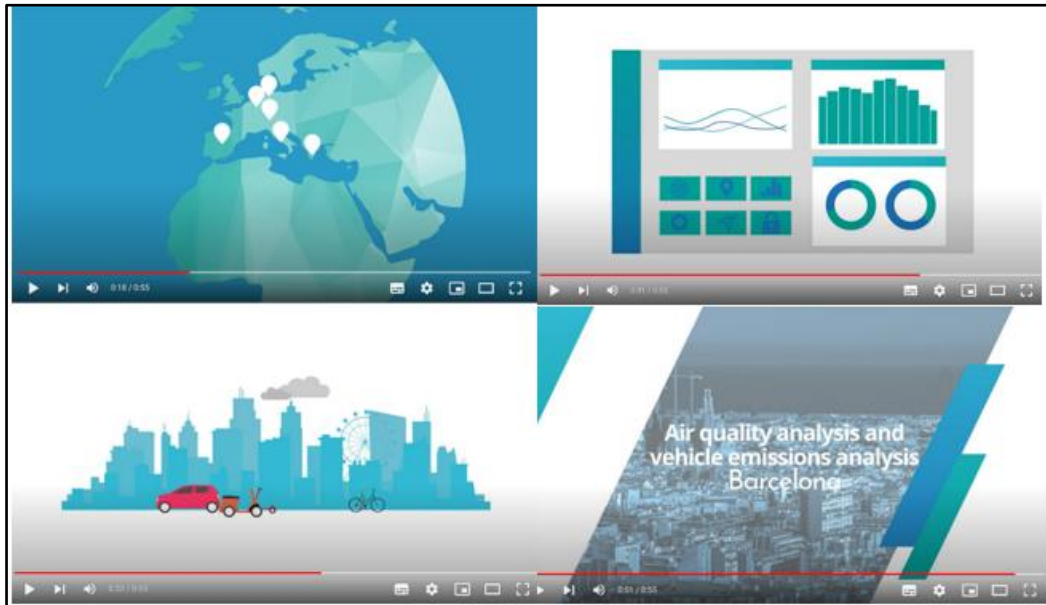 0:18 / 0:55
Air quality analysis and
vehicle emissions analysis
Barcelona
0:51 / 0:55